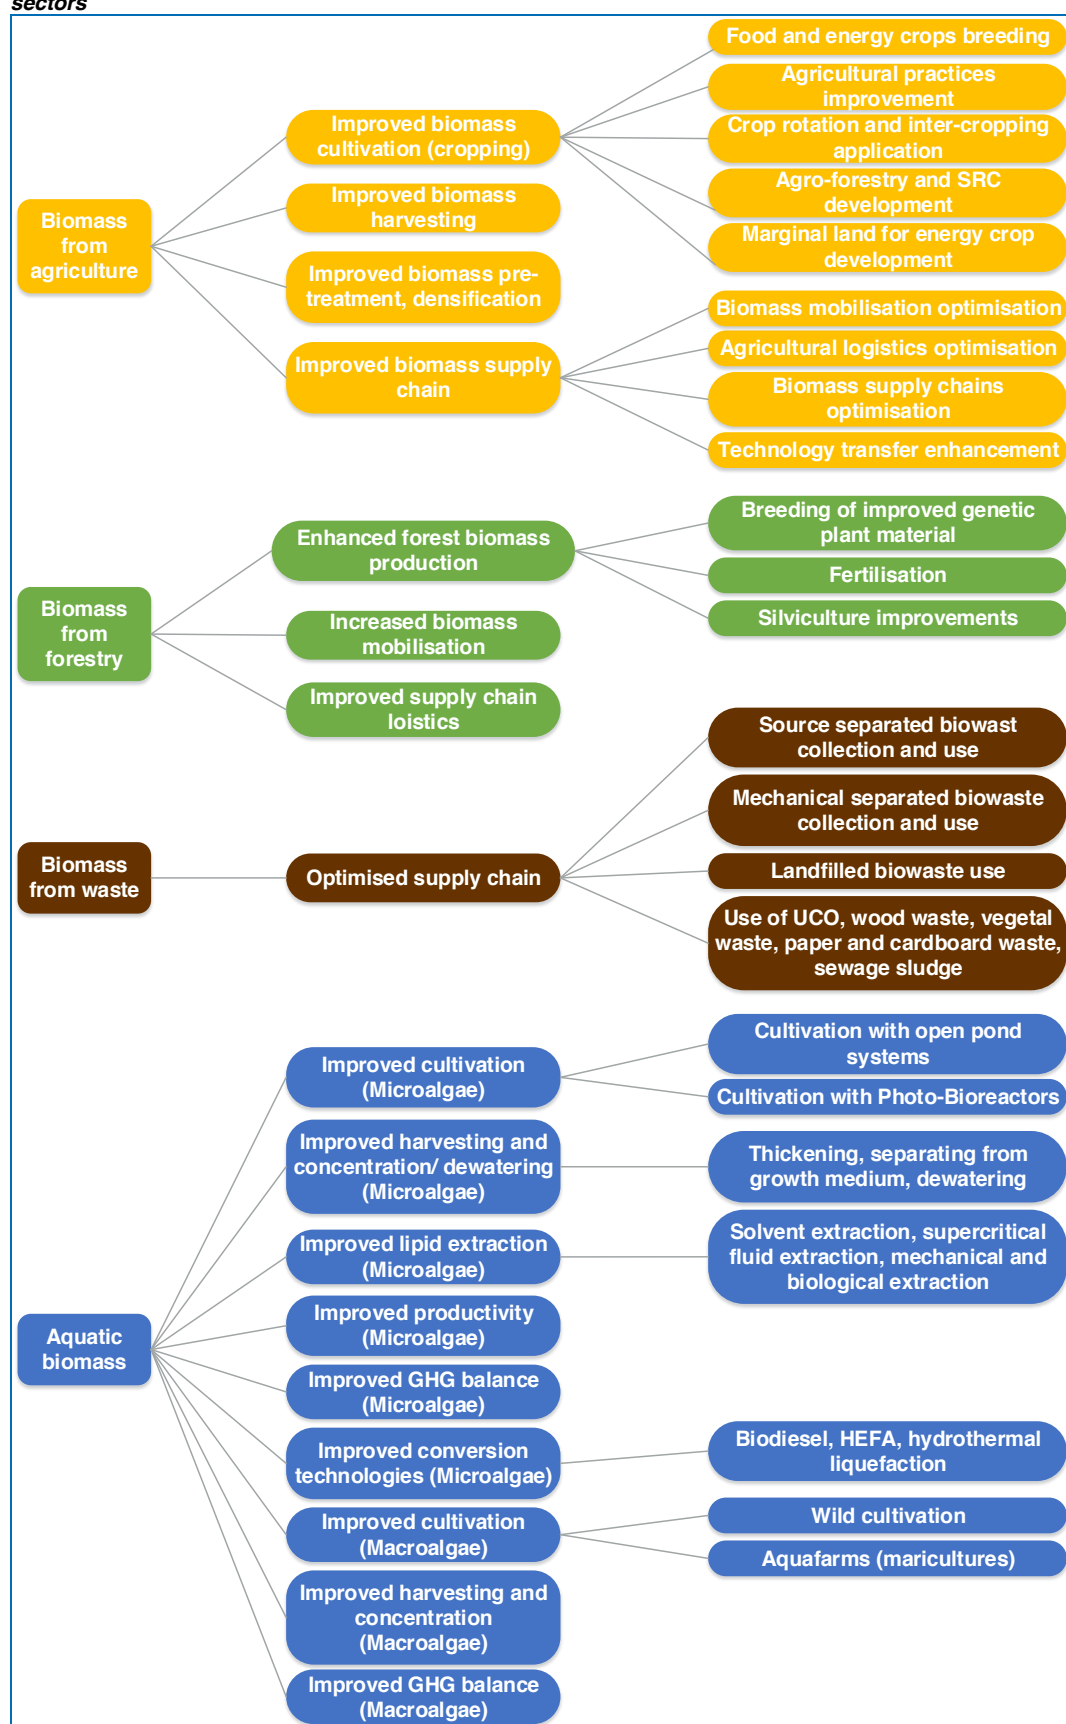 sectors
Biomass
from
agriculture
Improved biomass
cultivation (cropping)
Improved biomass
harvesting
Improved biomass pre-
treatment, densification
Improved biomass supply
chain
Food and energy crops breeding
Agricultural practices
improvement
Crop rotation and inter-cropping
application
Agro-forestry and SRC
development
Marginal land for energy crop
development
Biomass mobilisation optimisation
Agricultural logistics optimisation
Biomass supply chains
optimisation
Technology transfer enhancement
Biomass
from
forestry
Enhanced forest biomass
production
Increased biomass
mobilisation
Improved supply chain
loistics
Breeding of improved genetic
plant material
Fertilisation
Silviculture improvements
Biomass
from waste
Optimised supply chain
Source separated biowast
collection and use
Mechanical separated biowaste
collection and use
Landfilled biowaste use
Use of UCO, wood waste, vegetal
waste, paper and cardboard waste,
sewage sludge
Aquatic
biomass
Improved cultivation
(Microalgae)
Improved harvesting and
concentration/ dewatering
(Microalgae)
Improved lipid extraction
(Microalgae)
Improved productivity
(Microalgae)
Improved GHG balance
(Microalgae)
Improved conversion
technologies (Microalgae)
Improved cultivation
(Macroalgae)
Improved harvesting and
concentration
(Macroalgae)
Improved GHG balance
(Macroalgae)
Cultivation with open pond
systems
Cultivation with Photo-Bioreactors
Thickening, separating from
growth medium, dewatering
Solvent extraction, supercritical
fluid extraction, mechanical and
biological extraction
Biodiesel, HEFA, hydrothermal
liquefaction
Wild cultivation
Aquafarms (maricultures)